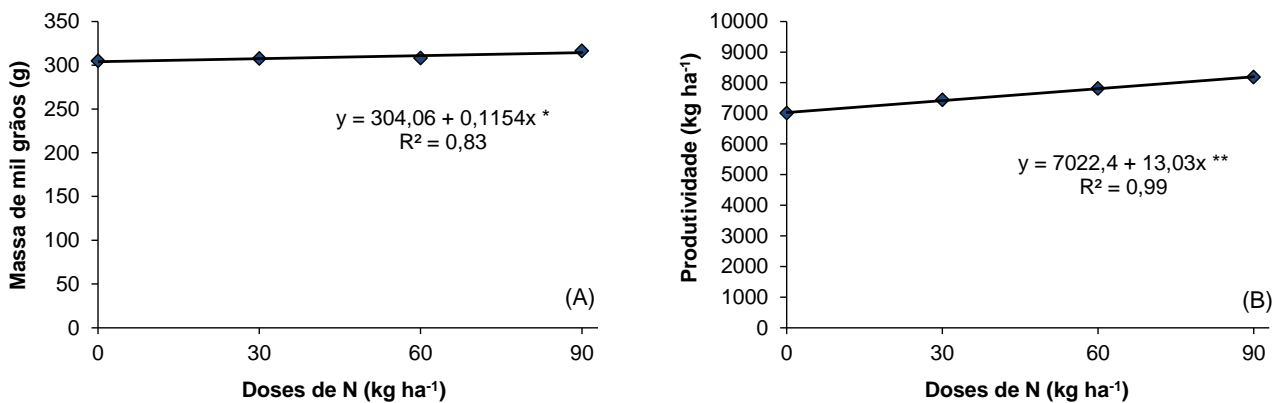 350
300
250
200
150
100
50
0
Massa de mil grãos (g)
y = 304,06 + 0,1154x *
R² = 0,83
(A)
0 30 60 90
Doses de N (kg ha⁻¹)
10000
9000
8000
7000
6000
5000
4000
3000
2000
1000
0
Produtividade (kg ha⁻¹)
y = 7022,4 + 13,03x **
R² = 0,99
(B)
0 30 60 90
Doses de N (kg ha⁻¹)